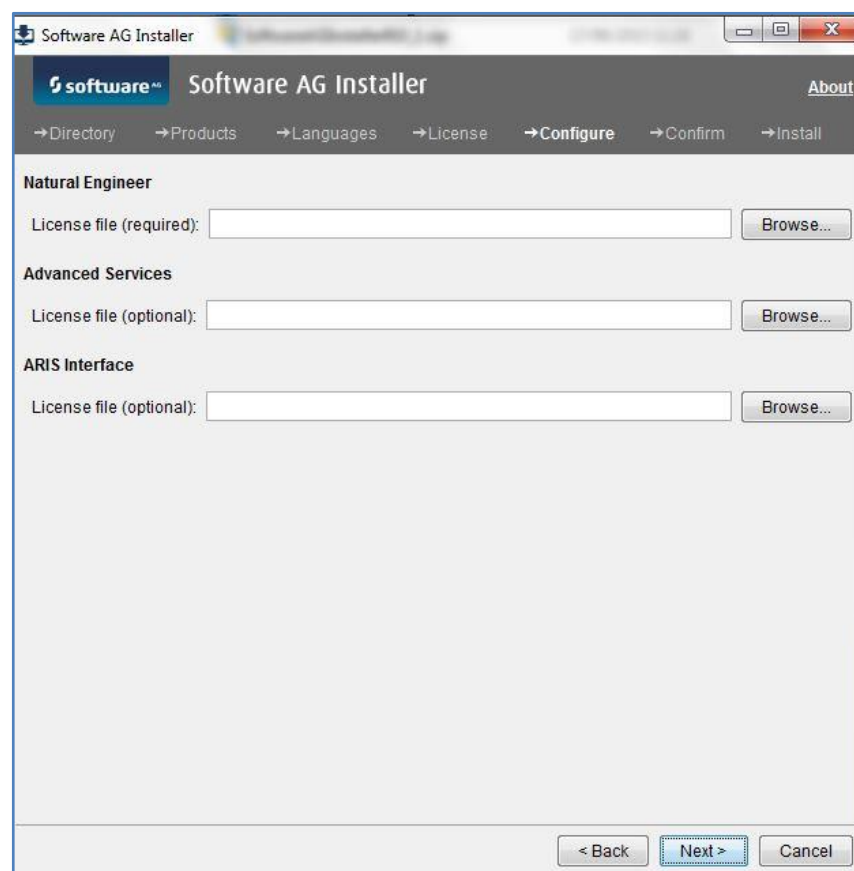 Software AG Installer
software AG Software AG Installer About
→Directory →Products →Languages →License →Configure →Confirm →Install
Natural Engineer
License file (required): Browse...
Advanced Services
License file (optional): Browse...
ARIS Interface
License file (optional): Browse...
< Back Next > Cancel